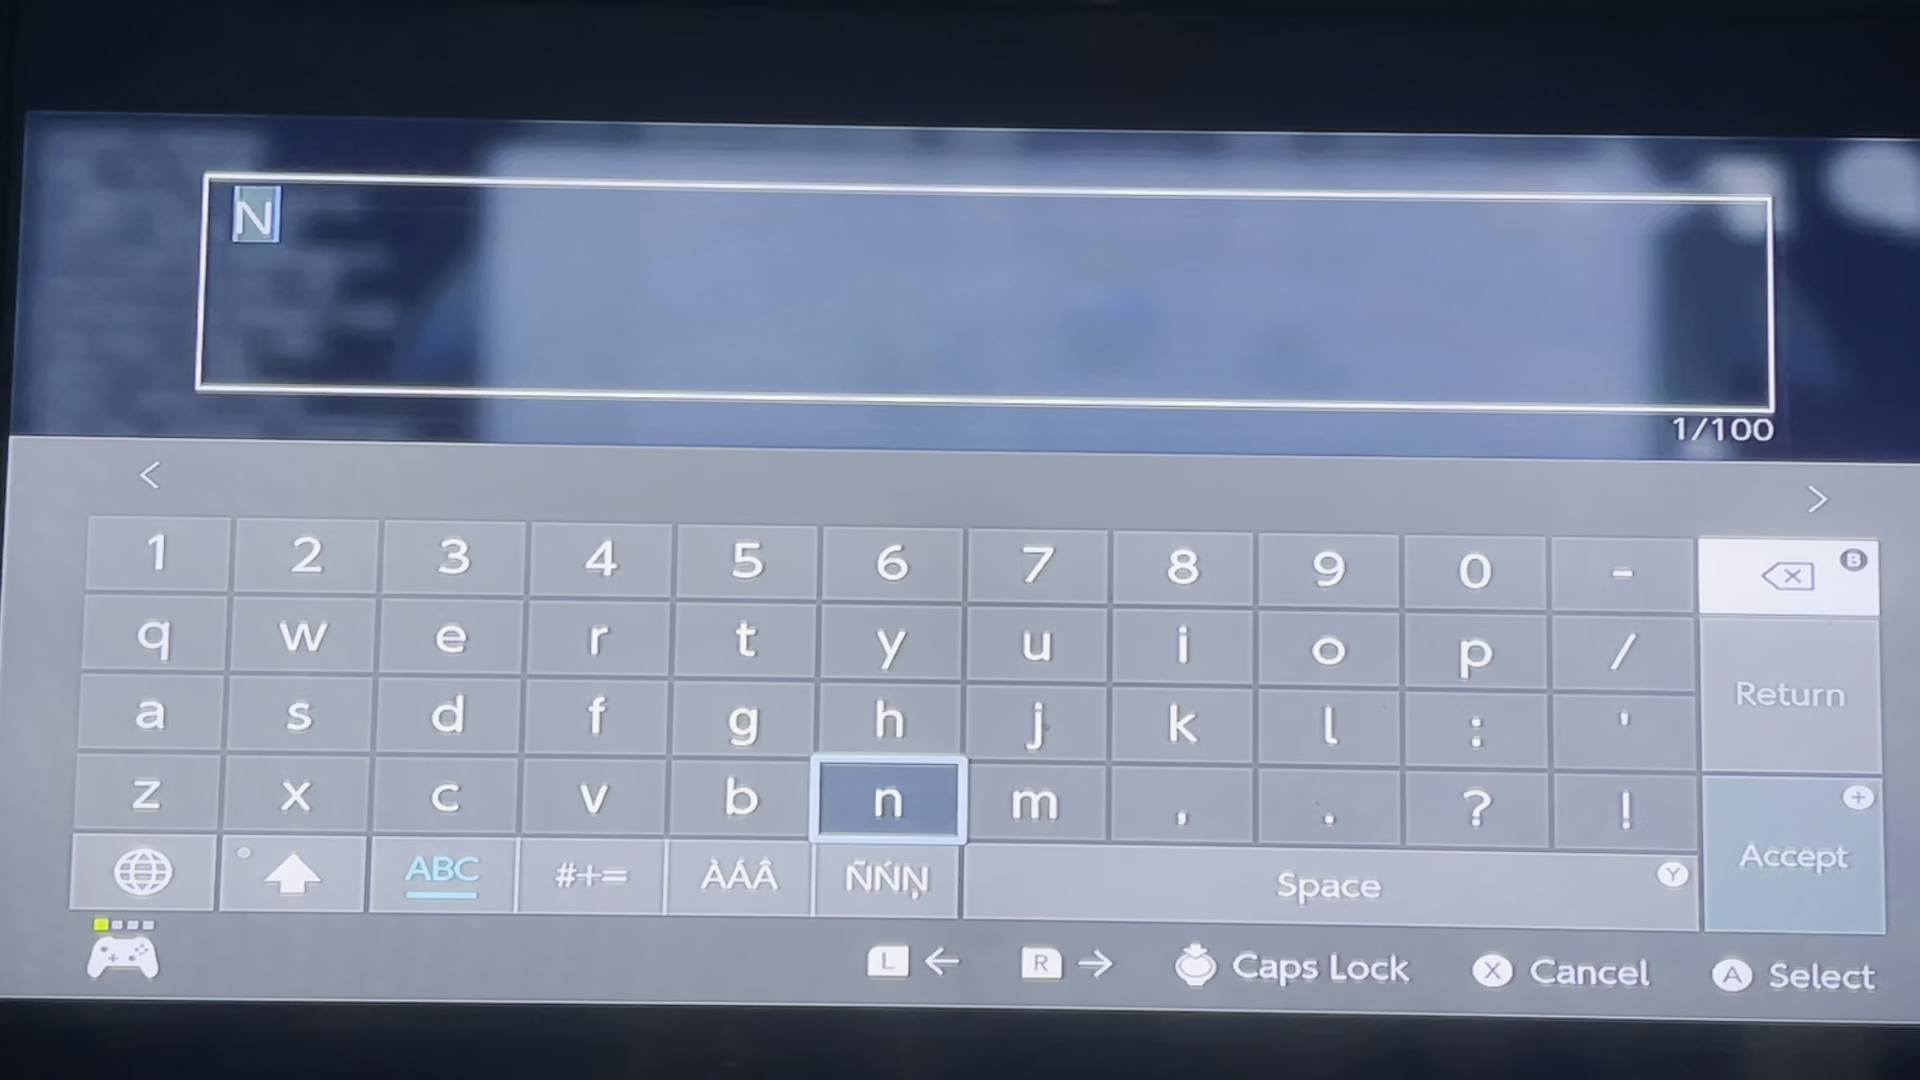 N
1/100
< >
1 2 3 4 5 6 7 8 9 0 - B
q w e r t y u i o p / Return
a s d f g h j k l : '
z x c v b n m , . ? ! +
ABC #+= ÀÁÂ ÑŃŅ Space Y Accept
L ← R → Caps Lock X Cancel A Select